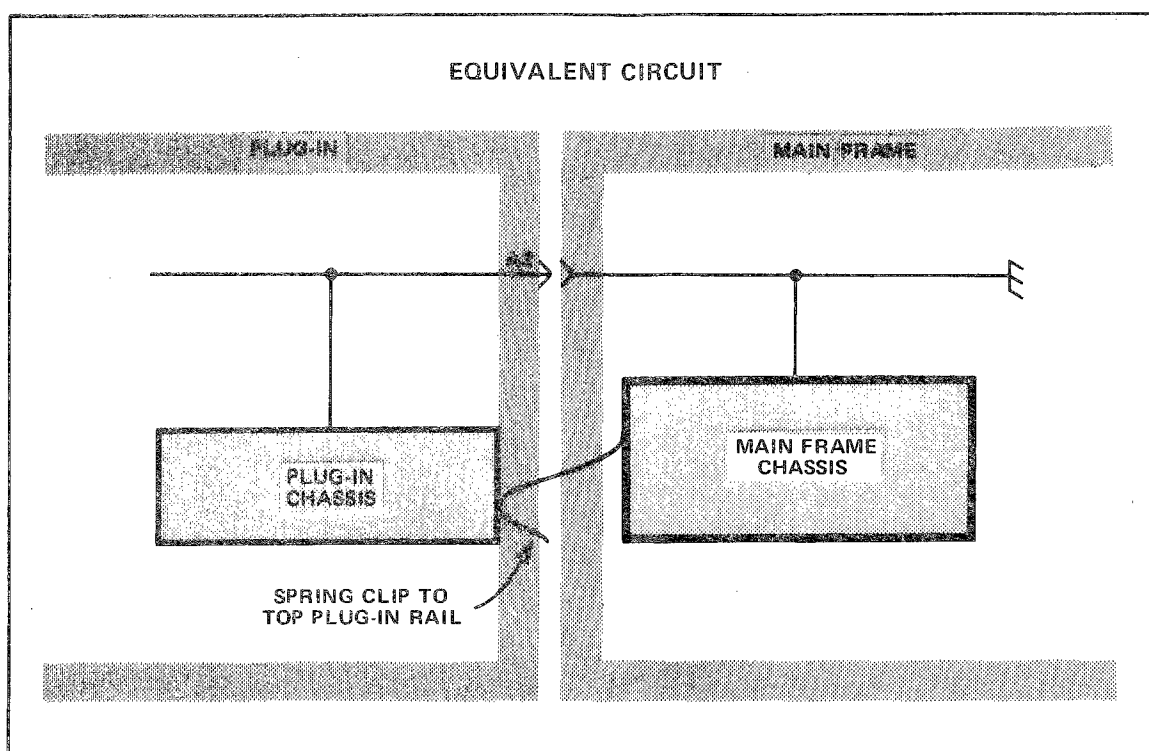 EQUIVALENT CIRCUIT
PLUG-IN
MAIN FRAME
MAIN FRAME
CHASSIS
PLUG-IN
CHASSIS
SPRING CLIP TO
TOP PLUG-IN RAIL